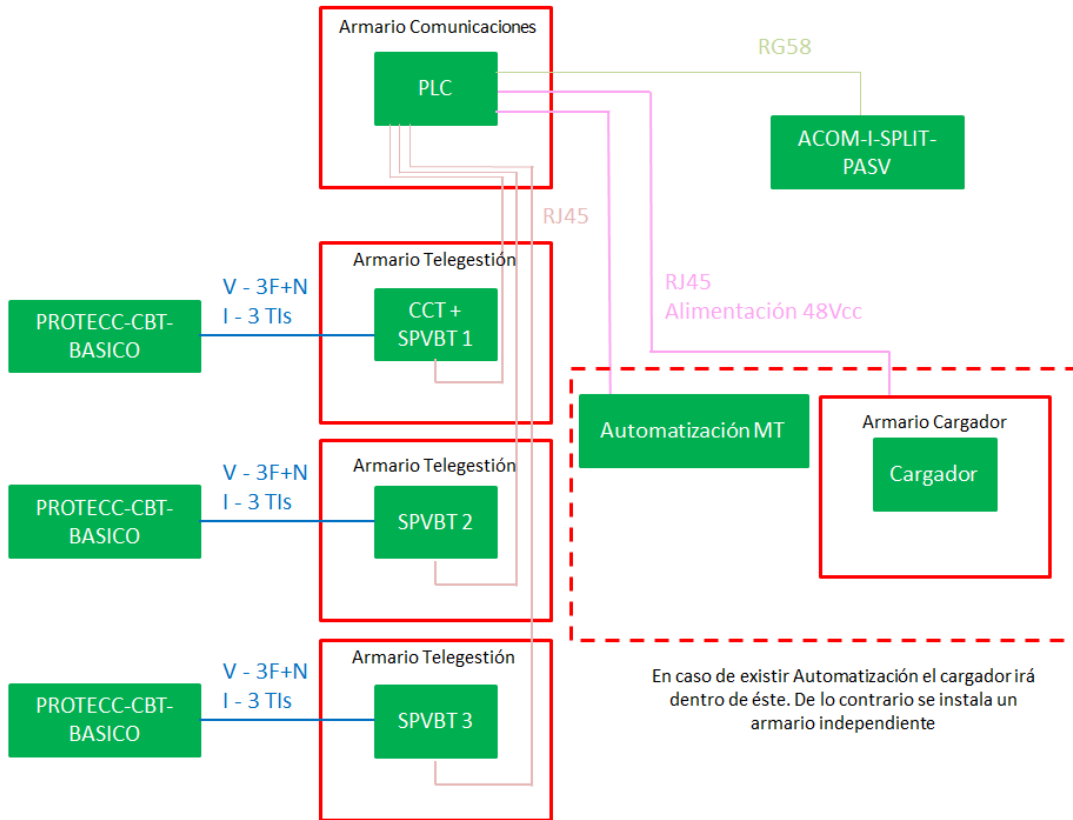 Armario Comunicaciones
PLC
RG58
ACOM-I-SPLIT-
PASV
RJ45
Armario Telegestión
V - 3F+N
I - 3 TIs
PROTECC-CBT-
BASICO
CCT +
SPVBT 1
RJ45
Alimentación 48Vcc
Automatización MT
Armario Cargador
Cargador
Armario Telegestión
V - 3F+N
I - 3 TIs
PROTECC-CBT-
BASICO
SPVBT 2
Armario Telegestión
V - 3F+N
I - 3 TIs
PROTECC-CBT-
BASICO
SPVBT 3
En caso de existir Automatización el cargador irá
dentro de éste. De lo contrario se instala un
armario independiente